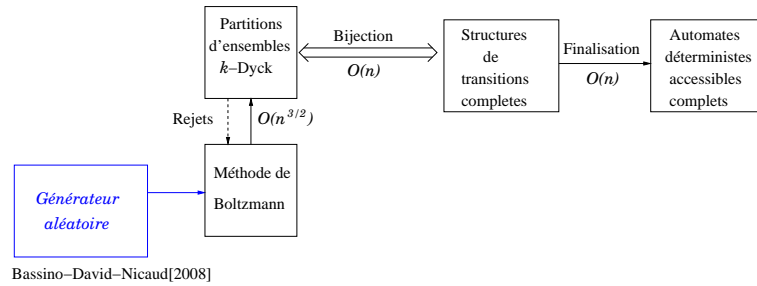 Partitions
d'ensembles
k−Dyck
Bijection
O(n)
Structures
de
transitions
completes
Finalisation
O(n)
Automates
déterministes
accessibles
complets
Rejets
O(n^{3/2})
Méthode de
Boltzmann
Générateur
aléatoire
Bassino−David−Nicaud[2008]